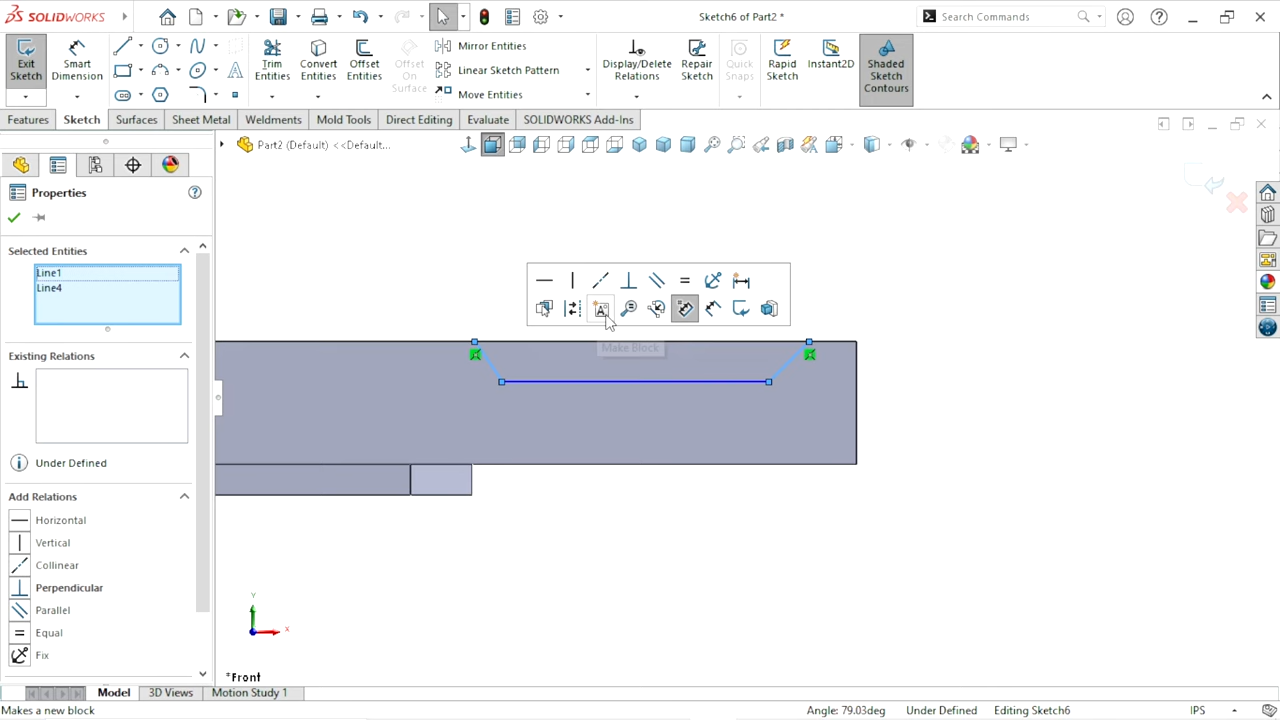 SOLIDWORKS
Sketch6 of Part2 *
Search Commands
Exit Sketch
Smart Dimension
Trim Entities
Convert Entities
Offset Entities
Offset On Surface
Mirror Entities
Linear Sketch Pattern
Move Entities
Display/Delete Relations
Repair Sketch
Quick Snaps
Rapid Sketch
Instant2D
Shaded Sketch Contours
Features
Sketch
Surfaces
Sheet Metal
Weldments
Mold Tools
Direct Editing
Evaluate
SOLIDWORKS Add-Ins
Part2 (Default) <<Default...
Properties
Selected Entities
Line1
Line4
Existing Relations
Under Defined
Add Relations
Horizontal
Vertical
Collinear
Perpendicular
Parallel
Equal
Fix
Make Block
Y
X
*Front
Model
3D Views
Motion Study 1
Makes a new block
Angle: 79.03deg
Under Defined
Editing Sketch6
IPS